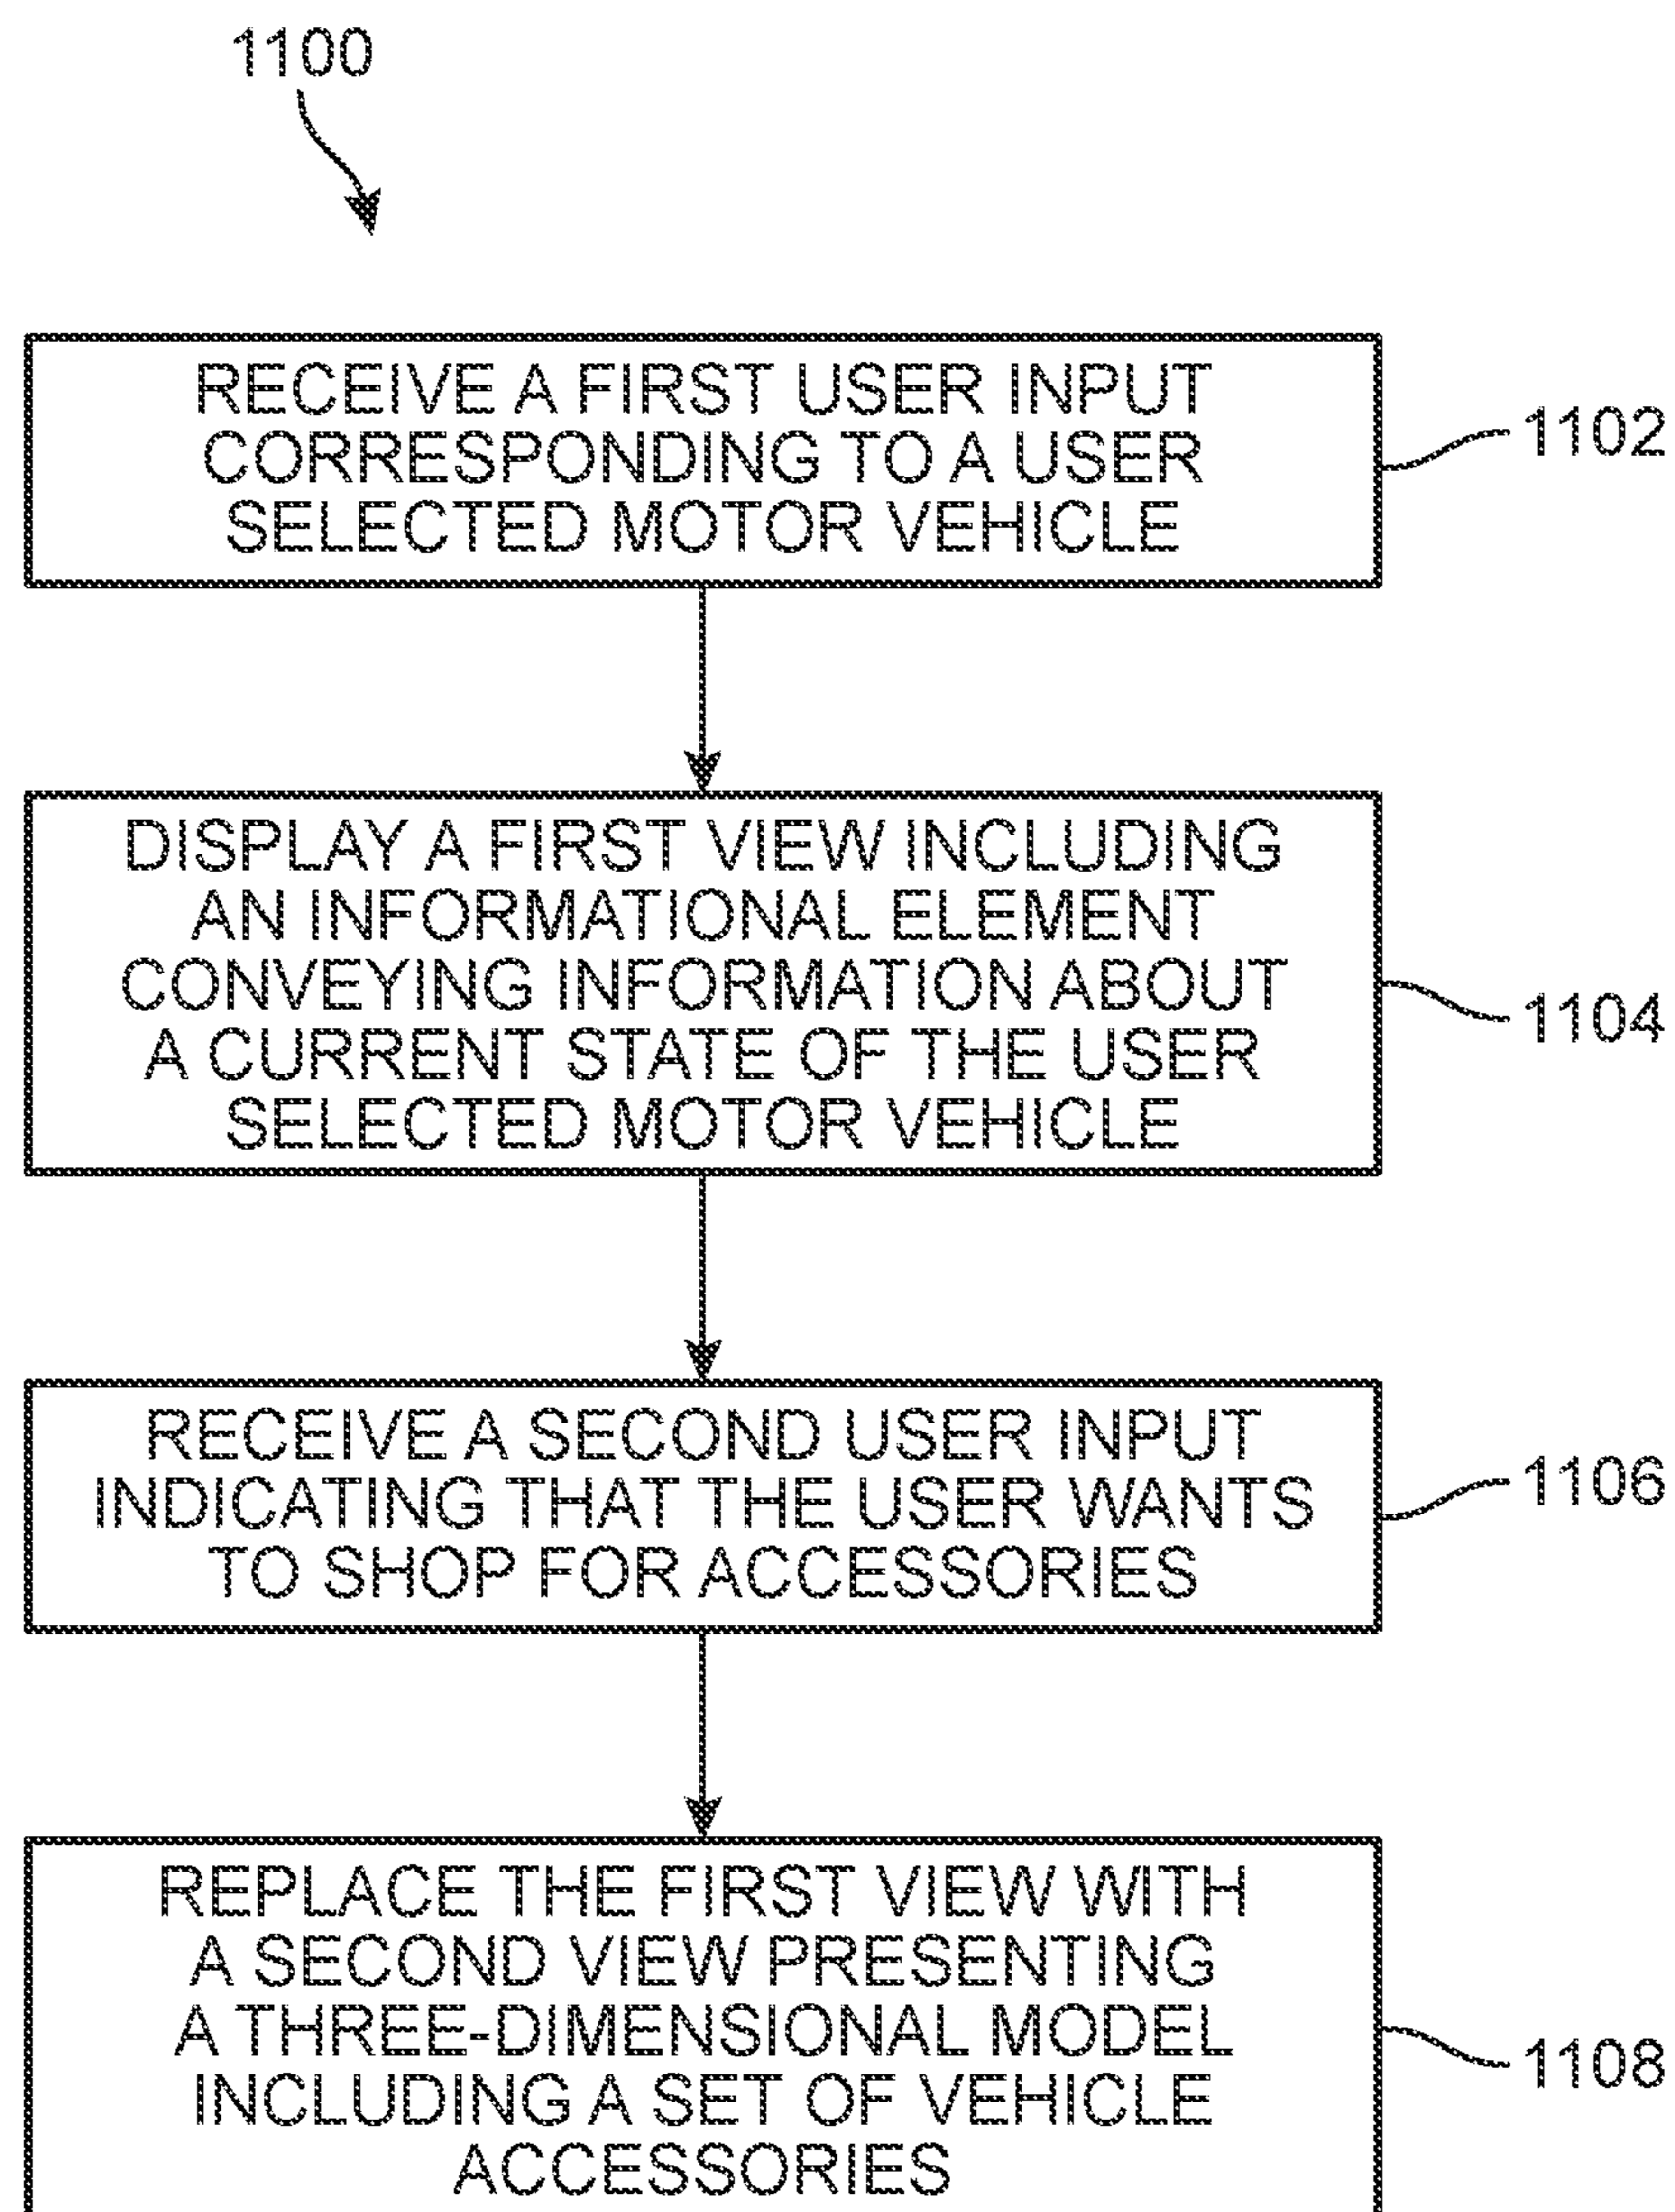 1100
RECEIVE A FIRST USER INPUT
CORRESPONDING TO A USER
SELECTED MOTOR VEHICLE
1102
DISPLAY A FIRST VIEW INCLUDING
AN INFORMATIONAL ELEMENT
CONVEYING INFORMATION ABOUT
A CURRENT STATE OF THE USER
SELECTED MOTOR VEHICLE
1104
RECEIVE A SECOND USER INPUT
INDICATING THAT THE USER WANTS
TO SHOP FOR ACCESSORIES
1106
REPLACE THE FIRST VIEW WITH
A SECOND VIEW PRESENTING
A THREE-DIMENSIONAL MODEL
INCLUDING A SET OF VEHICLE
ACCESSORIES
1108